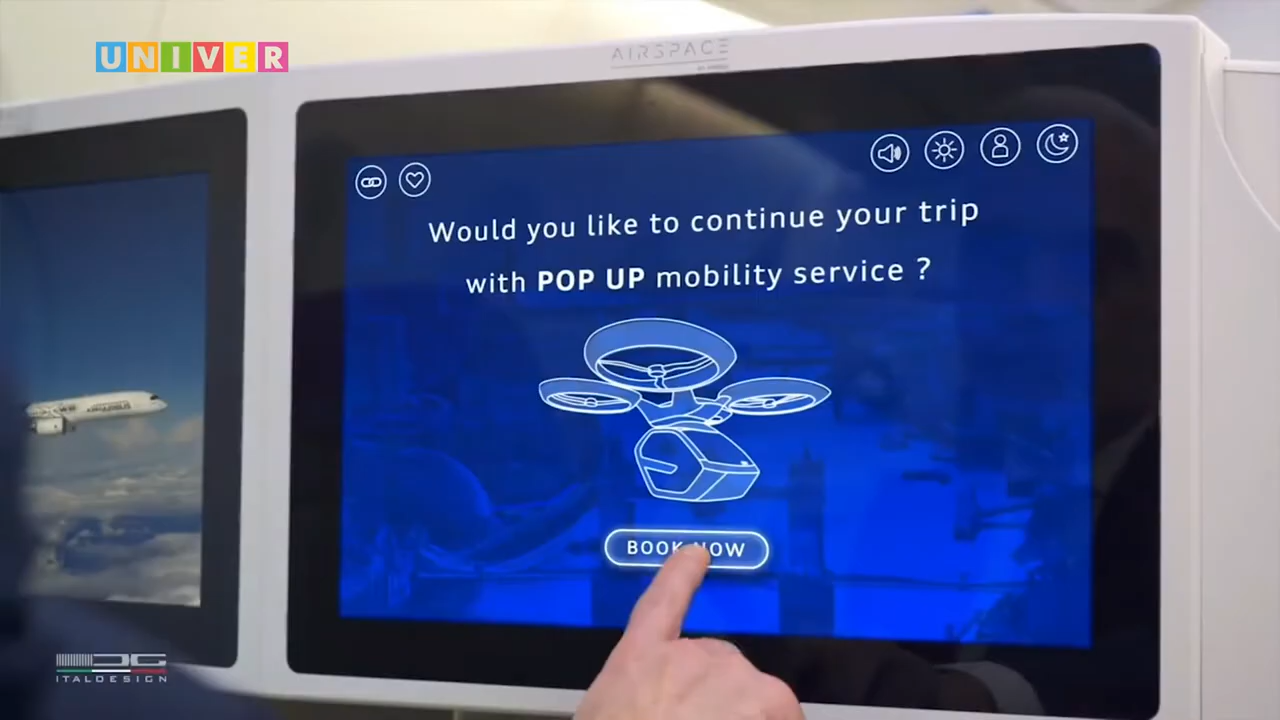 UNIVER
AIRSPACE
Would you like to continue your trip
with POP UP mobility service ?
BOOK NOW
ITALDESIGN